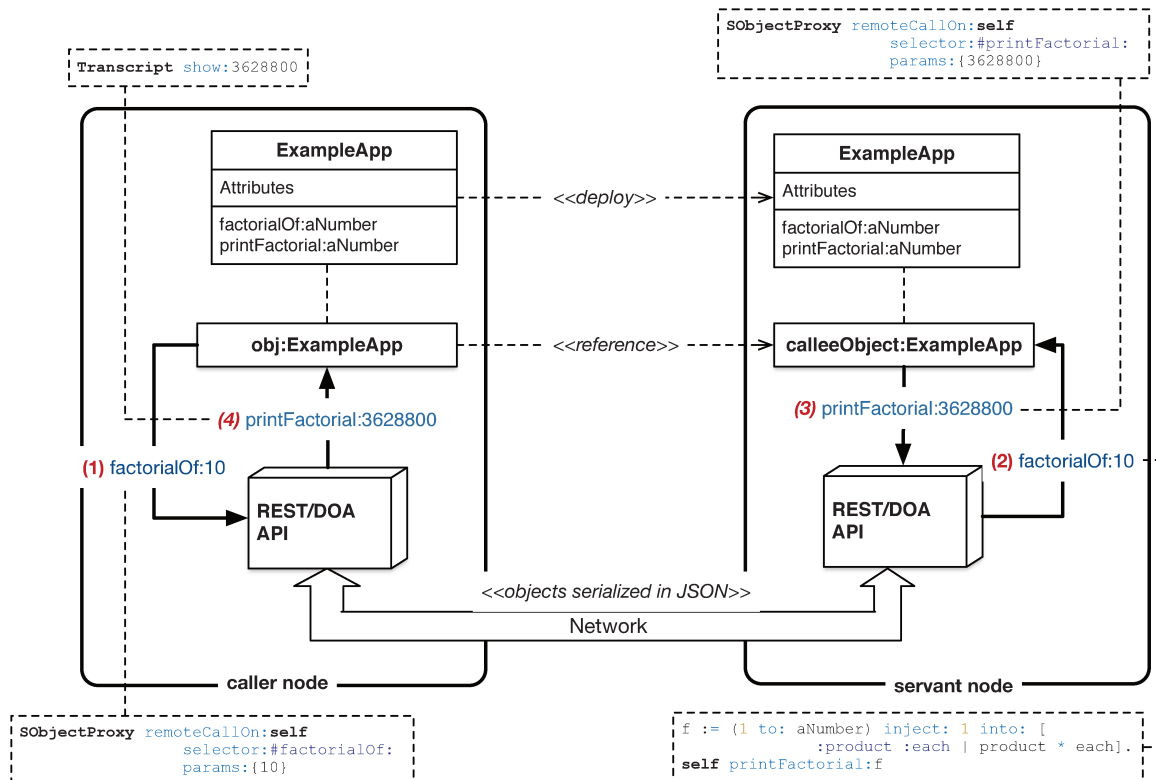 SObjectProxy remoteCallOn:self
selector:#printFactorial:
params:{3628800}
Transcript show:3628800
ExampleApp
Attributes
factorialOf:aNumber
printFactorial:aNumber
<<deploy>>
ExampleApp
Attributes
factorialOf:aNumber
printFactorial:aNumber
obj:ExampleApp
<<reference>>
calleeObject:ExampleApp
(4) printFactorial:3628800
(3) printFactorial:3628800
(1) factorialOf:10
(2) factorialOf:10
REST/DOA
API
REST/DOA
API
<<objects serialized in JSON>>
Network
caller node
servant node
SObjectProxy remoteCallOn:self
selector:#factorialOf:
params:{10}
f := (1 to: aNumber) inject: 1 into: [
:product :each | product * each].
self printFactorial:f